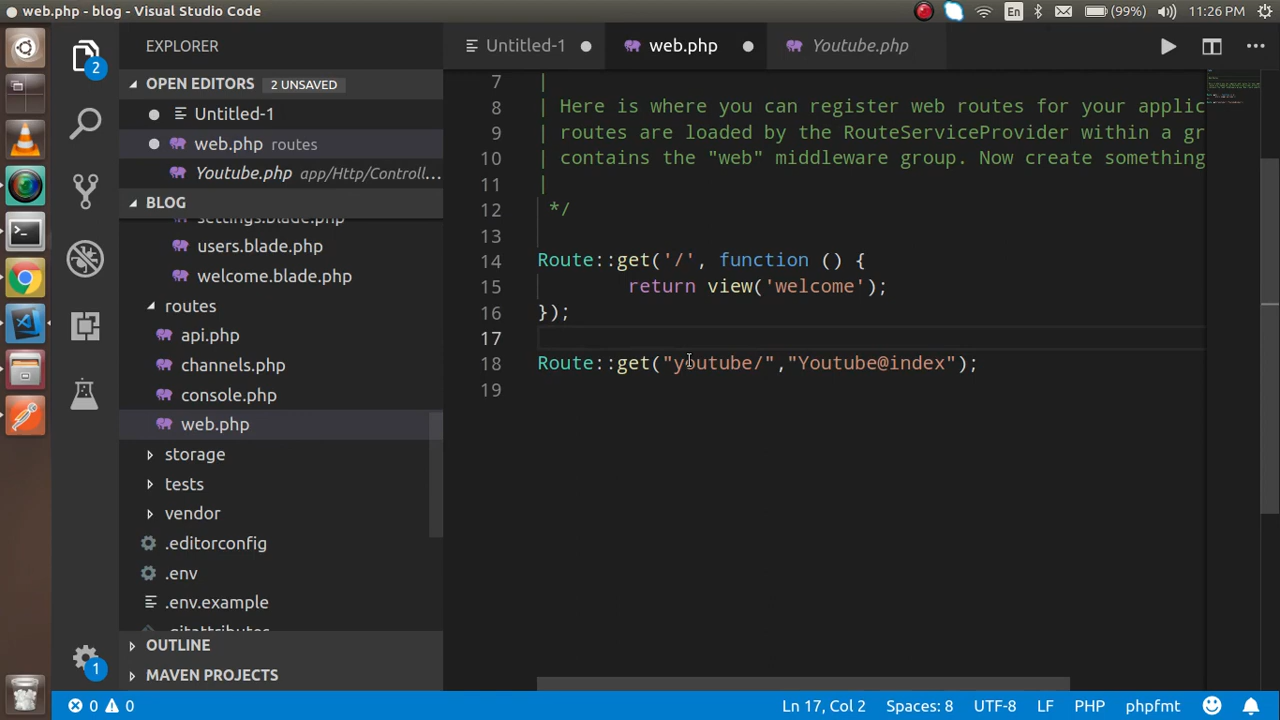 web.php - blog - Visual Studio Code
En
(99%)
11:26 PM
EXPLORER
OPEN EDITORS
2 UNSAVED
Untitled-1
web.php routes
Youtube.php app/Http/Controll...
BLOG
settings.blade.php
users.blade.php
welcome.blade.php
routes
api.php
channels.php
console.php
web.php
storage
tests
vendor
.editorconfig
.env
.env.example
.gitattributes
OUTLINE
MAVEN PROJECTS
2
1
Untitled-1
web.php
Youtube.php
7 |
8 | Here is where you can register web routes for your applic
9 | routes are loaded by the RouteServiceProvider within a gr
10 | contains the "web" middleware group. Now create something
11 |
12 */
13
14 Route::get('/', function () {
15 return view('welcome');
16 });
17
18 Route::get("youtube/","Youtube@index");
19
0 0
Ln 17, Col 2
Spaces: 8
UTF-8
LF
PHP
phpfmt